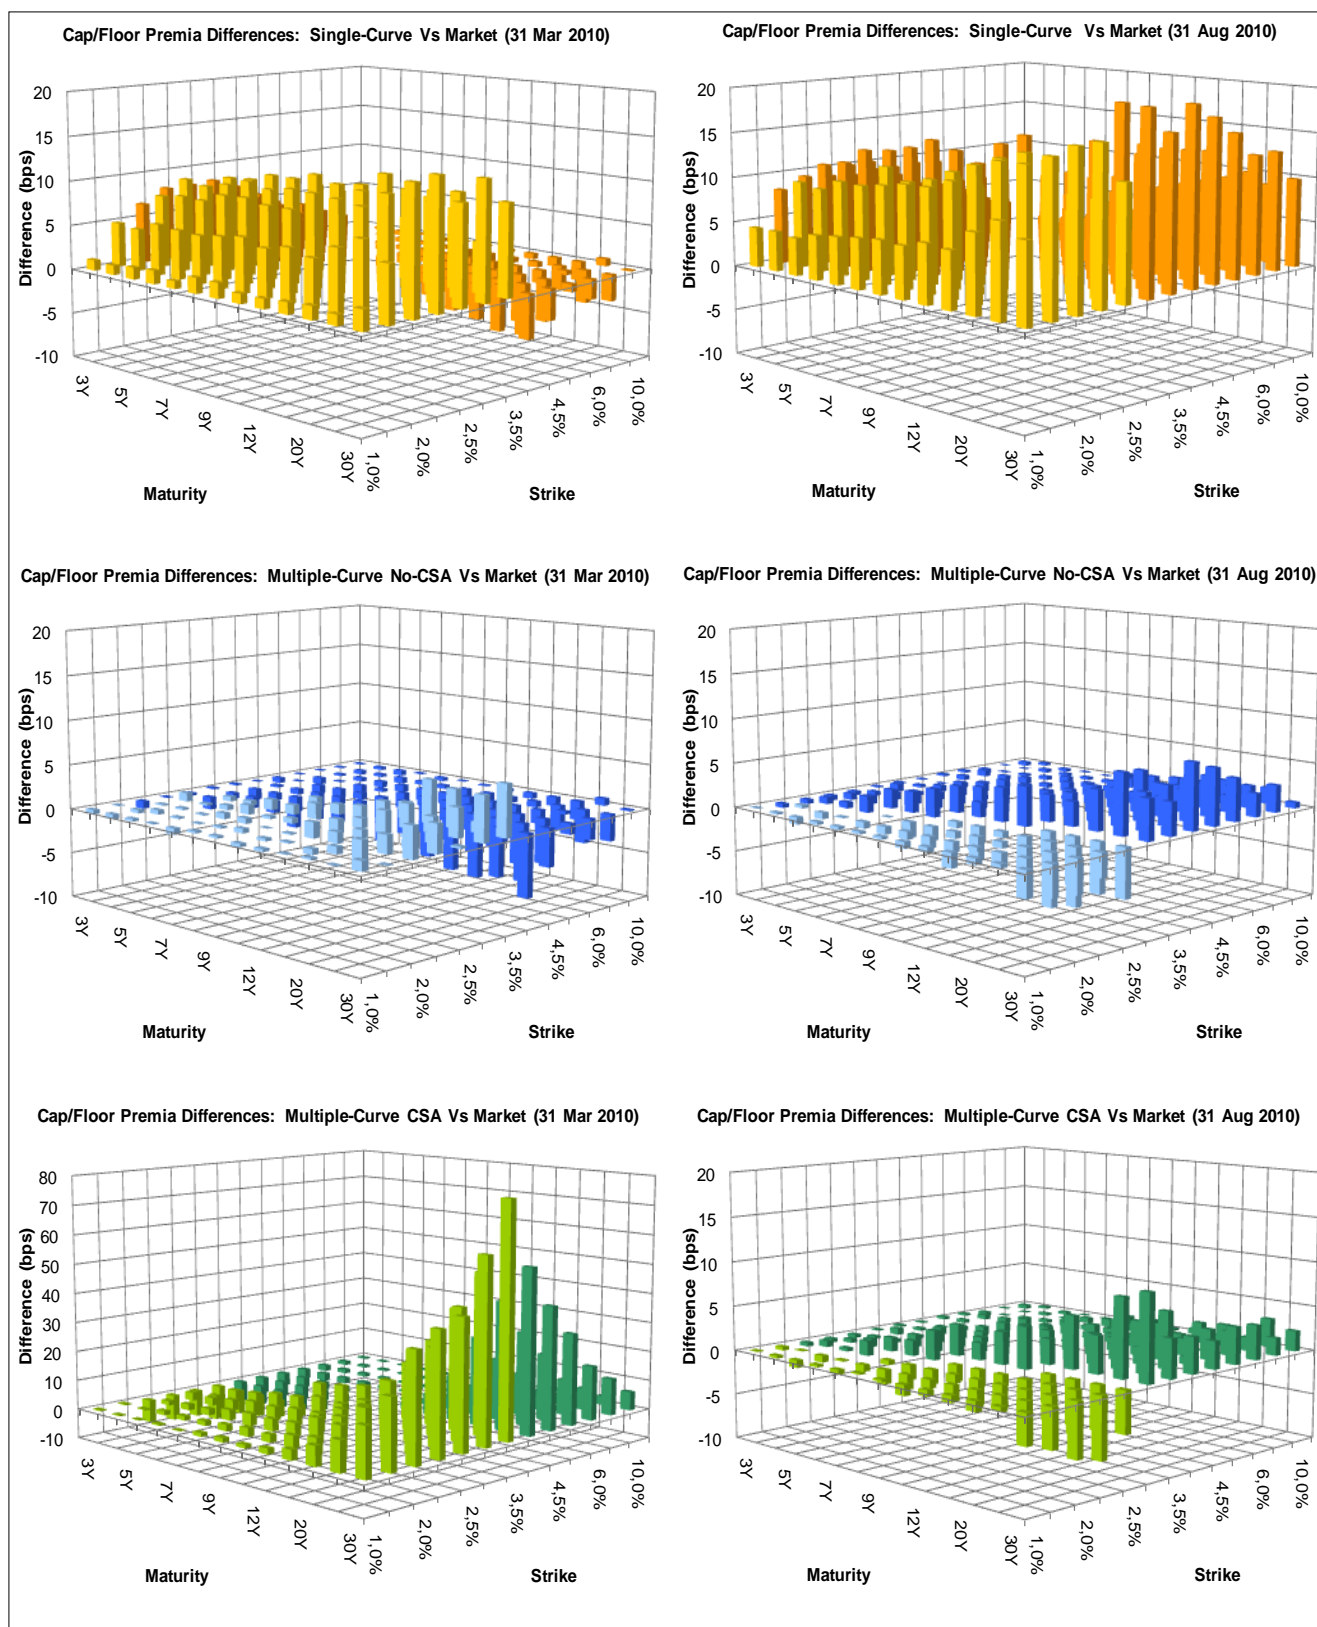 Cap/Floor Premia Differences: Single-Curve Vs Market (31 Mar 2010)
20
15
10
5
0
-5
-10
Difference (bps)
3Y
5Y
7Y
9Y
12Y
20Y
30Y
1,0%
2,0%
2,5%
3,5%
4,5%
6,0%
10,0%
Maturity
Strike
Cap/Floor Premia Differences: Single-Curve Vs Market (31 Aug 2010)
20
15
10
5
0
-5
-10
Difference (bps)
3Y
5Y
7Y
9Y
12Y
20Y
30Y
1,0%
2,0%
2,5%
3,5%
4,5%
6,0%
10,0%
Maturity
Strike
Cap/Floor Premia Differences: Multiple-Curve No-CSA Vs Market (31 Mar 2010)
20
15
10
5
0
-5
-10
Difference (bps)
3Y
5Y
7Y
9Y
12Y
20Y
30Y
1,0%
2,0%
2,5%
3,5%
4,5%
6,0%
10,0%
Maturity
Strike
Cap/Floor Premia Differences: Multiple-Curve No-CSA Vs Market (31 Aug 2010)
20
15
10
5
0
-5
-10
Difference (bps)
3Y
5Y
7Y
9Y
12Y
20Y
30Y
1,0%
2,0%
2,5%
3,5%
4,5%
6,0%
10,0%
Maturity
Strike
Cap/Floor Premia Differences: Multiple-Curve CSA Vs Market (31 Mar 2010)
80
70
60
50
40
30
20
10
0
-10
Difference (bps)
3Y
5Y
7Y
9Y
12Y
20Y
30Y
1,0%
2,0%
2,5%
3,5%
4,5%
6,0%
10,0%
Maturity
Strike
Cap/Floor Premia Differences: Multiple-Curve CSA Vs Market (31 Aug 2010)
20
15
10
5
0
-5
-10
Difference (bps)
3Y
5Y
7Y
9Y
12Y
20Y
30Y
1,0%
2,0%
2,5%
3,5%
4,5%
6,0%
10,0%
Maturity
Strike